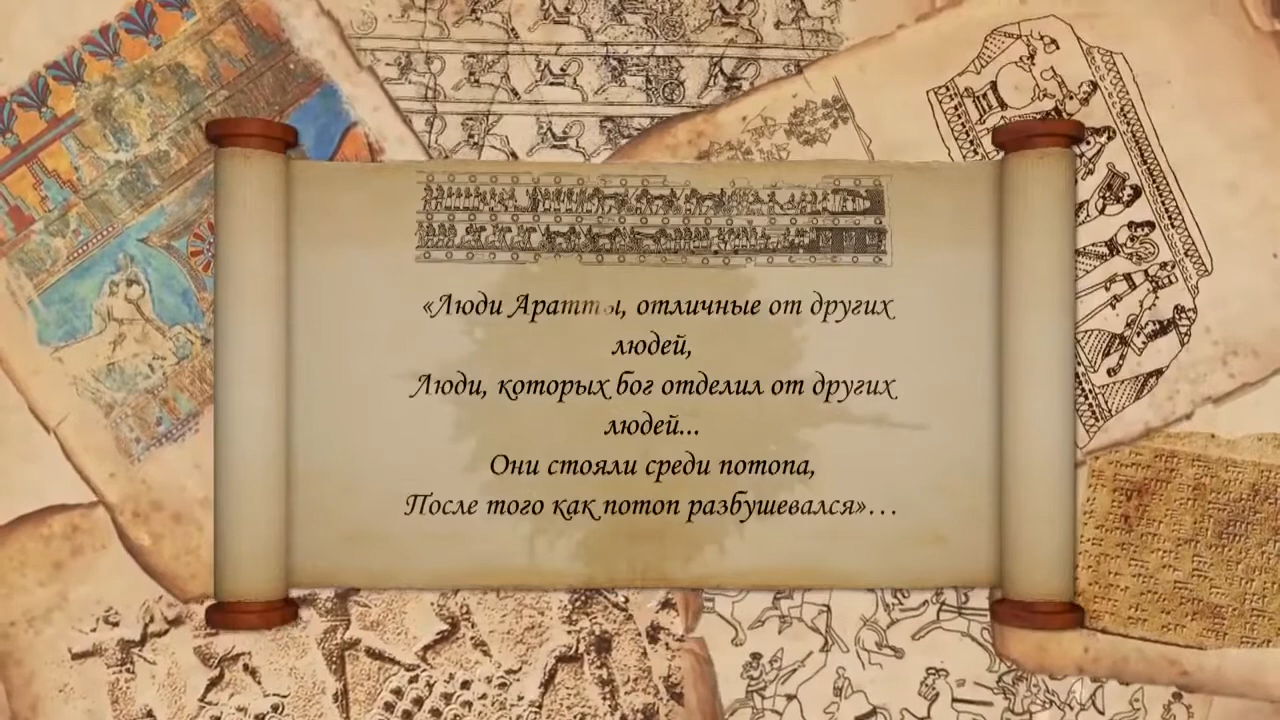 «Люди Аратты, отличные от других
людей,
Люди, которых бог отделил от других
людей...
Они стояли среди потопа,
После того как потоп разбушевался»...